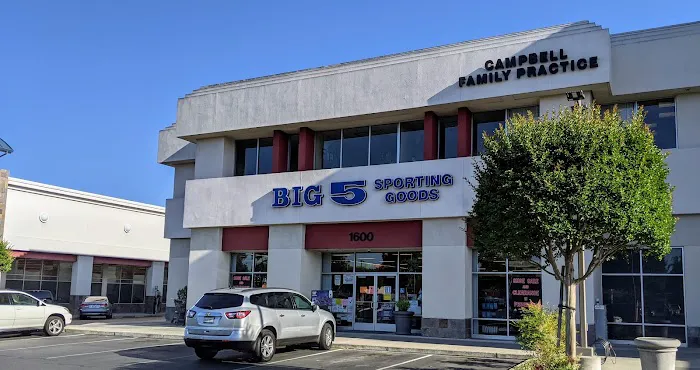 CAMPBELL
FAMILY PRACTICE
BIG 5 SPORTING
GOODS
1600